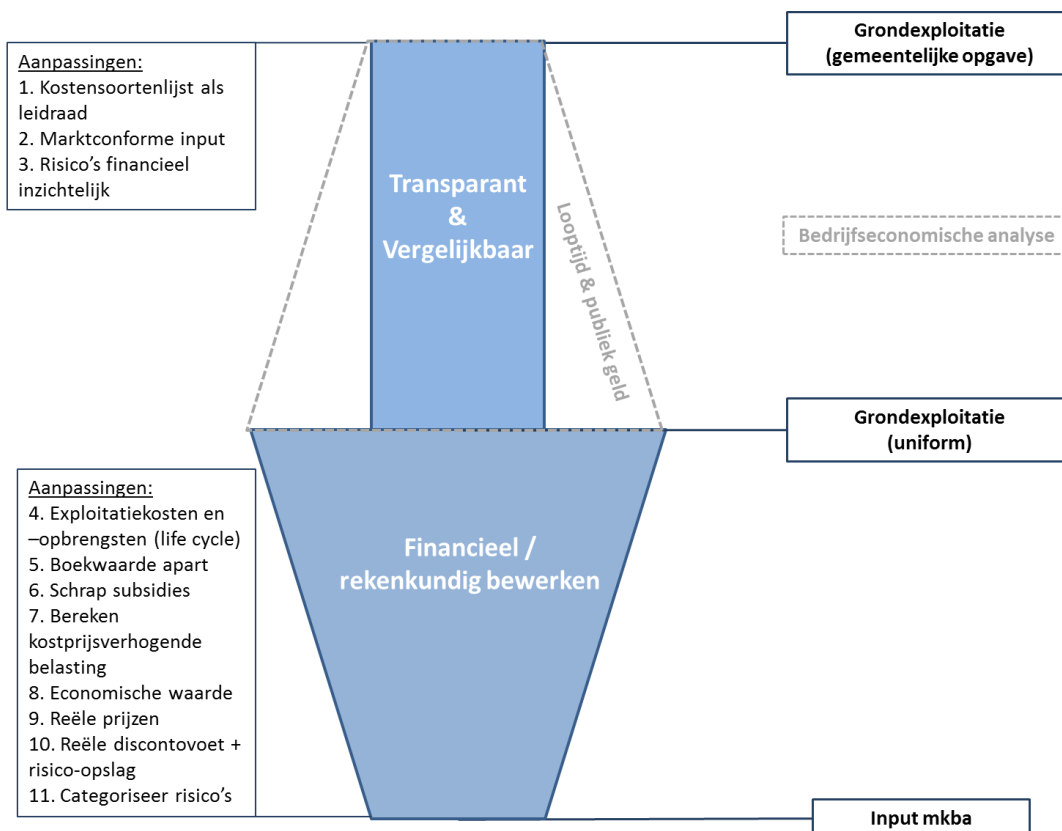 Aanpassingen:
1. Kostensoortenlijst als
leidraad
2. Marktconforme input
3. Risico's financieel
inzichtelijk
Transparant
&
Vergelijkbaar
Looptijd & publiek geld
Grondexploitatie
(gemeentelijke opgave)
Bedrijfseconomische analyse
Grondexploitatie
(uniform)
Aanpassingen:
4. Exploitatiekosten en
–opbrengsten (life cycle)
5. Boekwaarde apart
6. Schrap subsidies
7. Bereken
kostprijsverhogende
belasting
8. Economische waarde
9. Reële prijzen
10. Reële discontovoet +
risico-opslag
11. Categoriseer risico's
Financieel /
rekenkundig bewerken
Input mkba